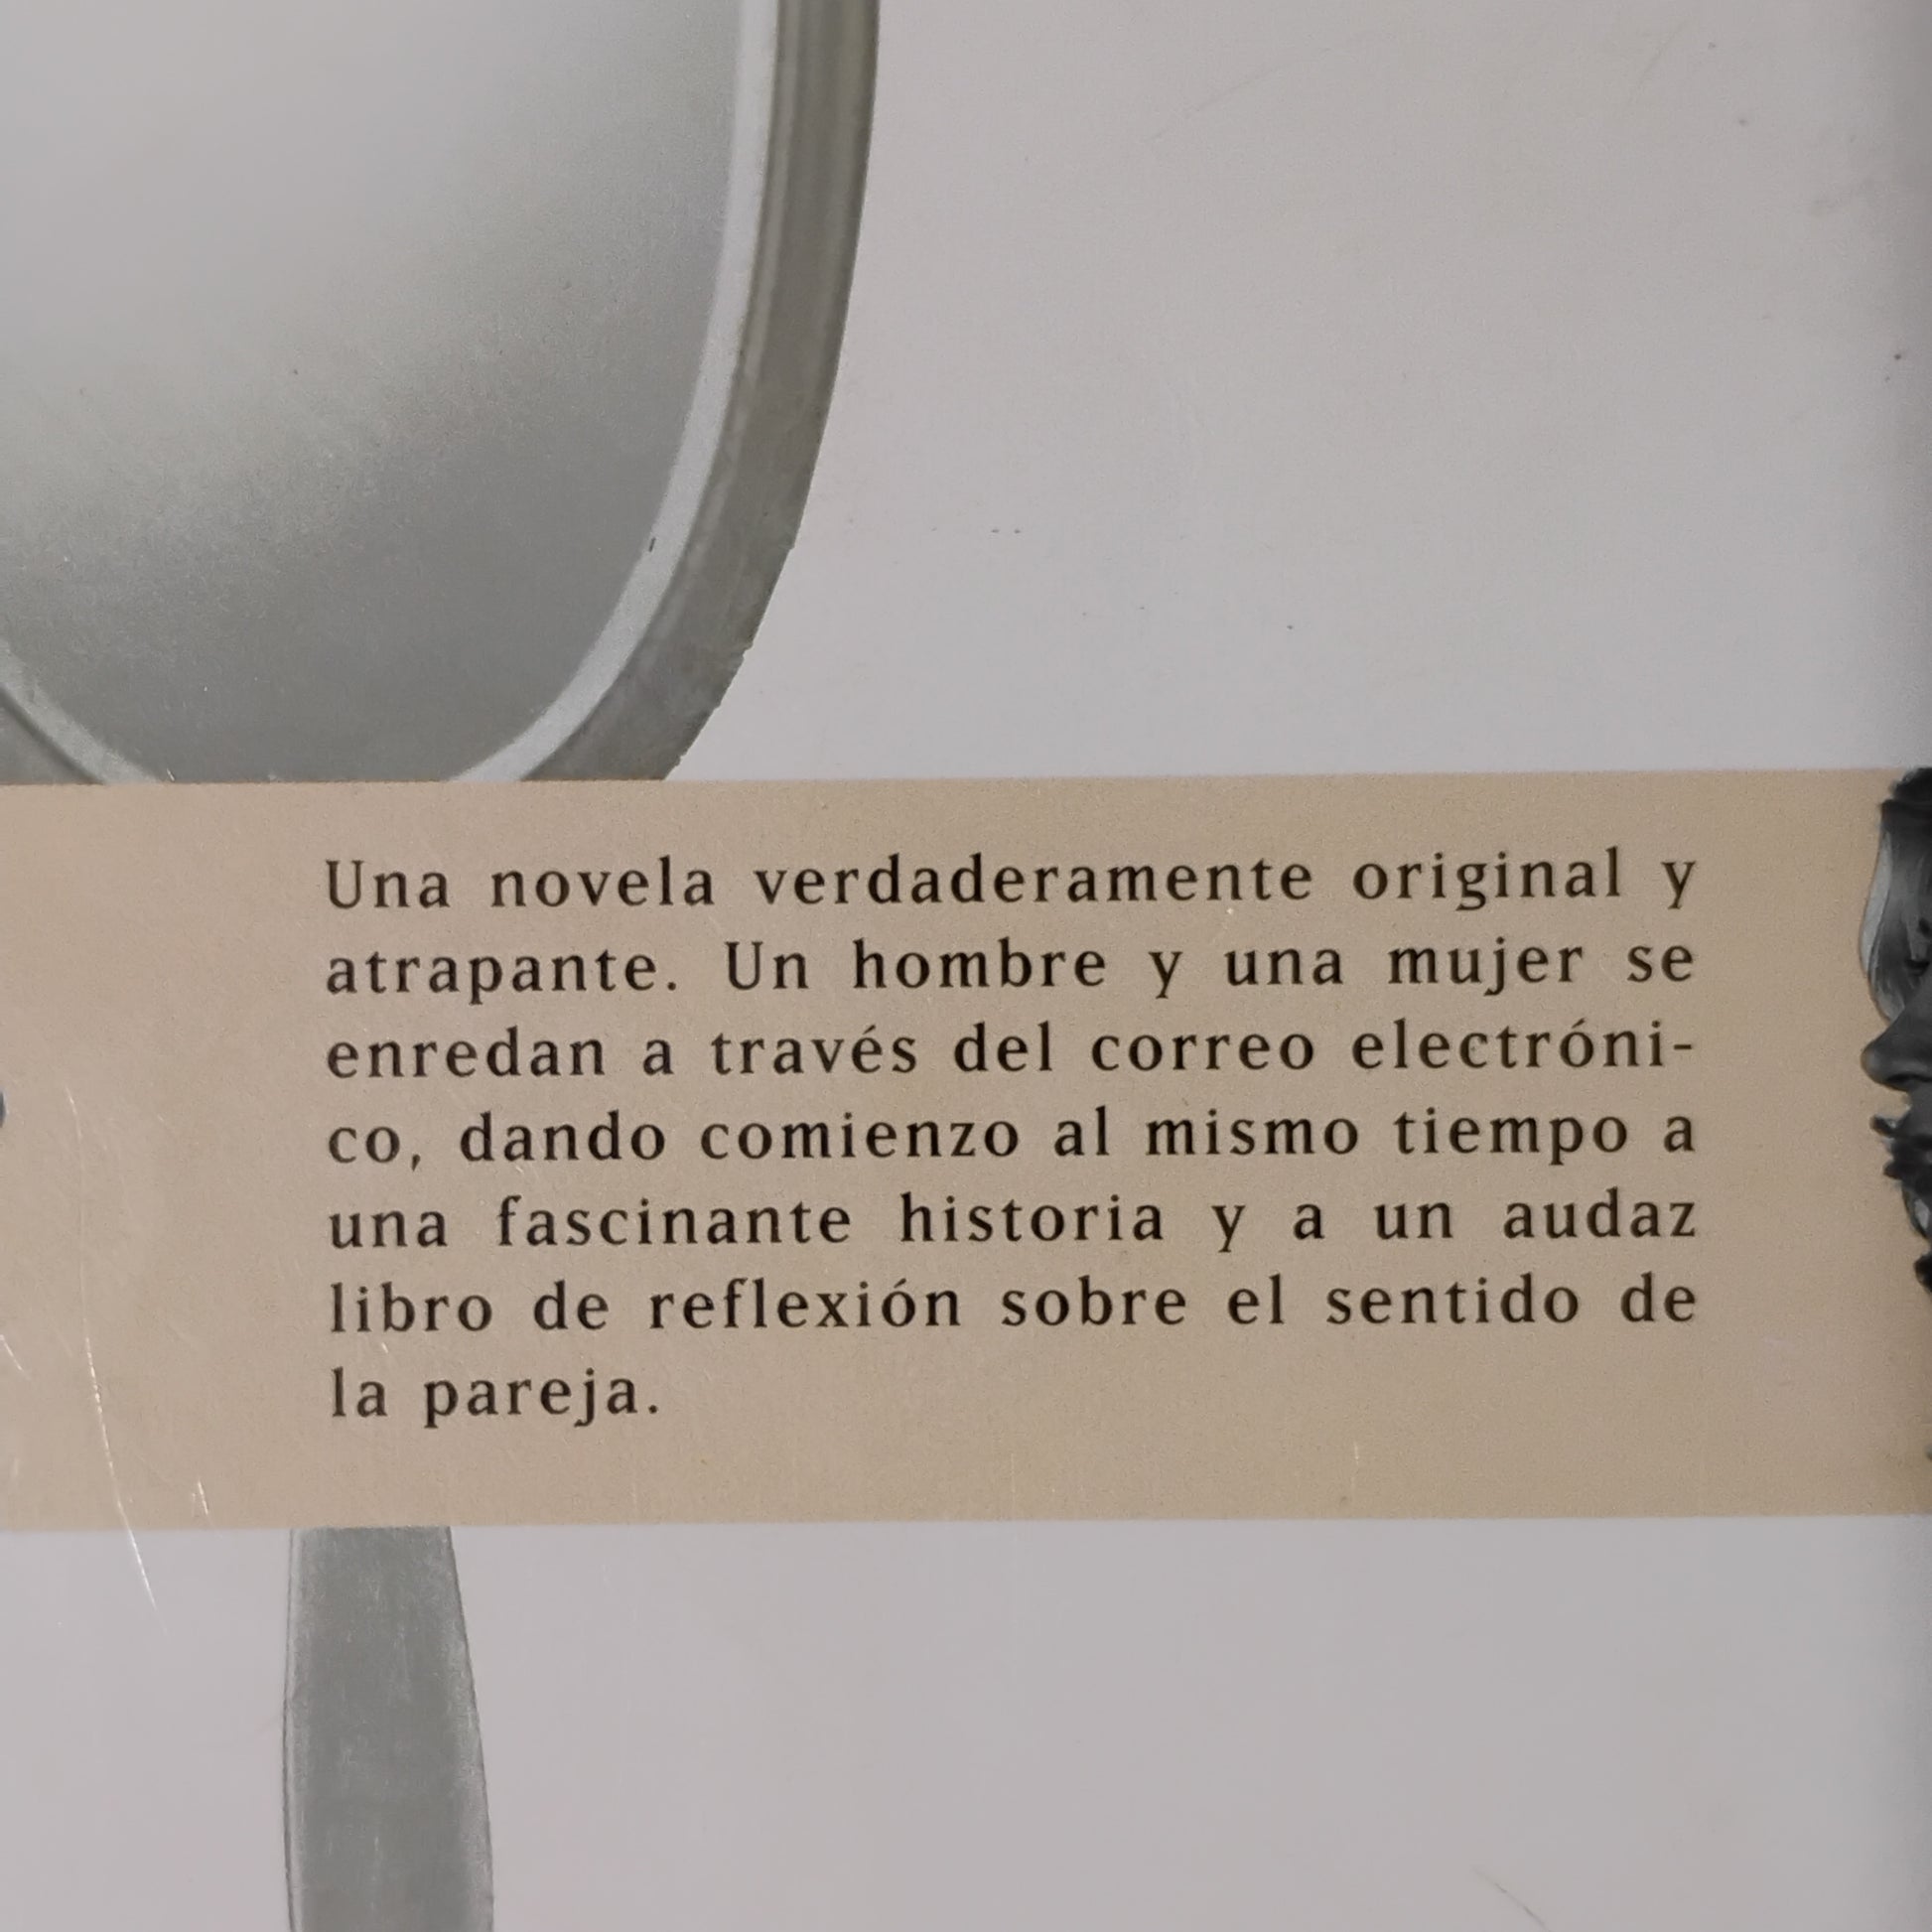 Una novela verdaderamente original y
atrapante. Un hombre y una mujer se
enredan a través del correo electróni-
co, dando comienzo al mismo tiempo a
una fascinante historia y a un audaz
libro de reflexión sobre el sentido de
la pareja.